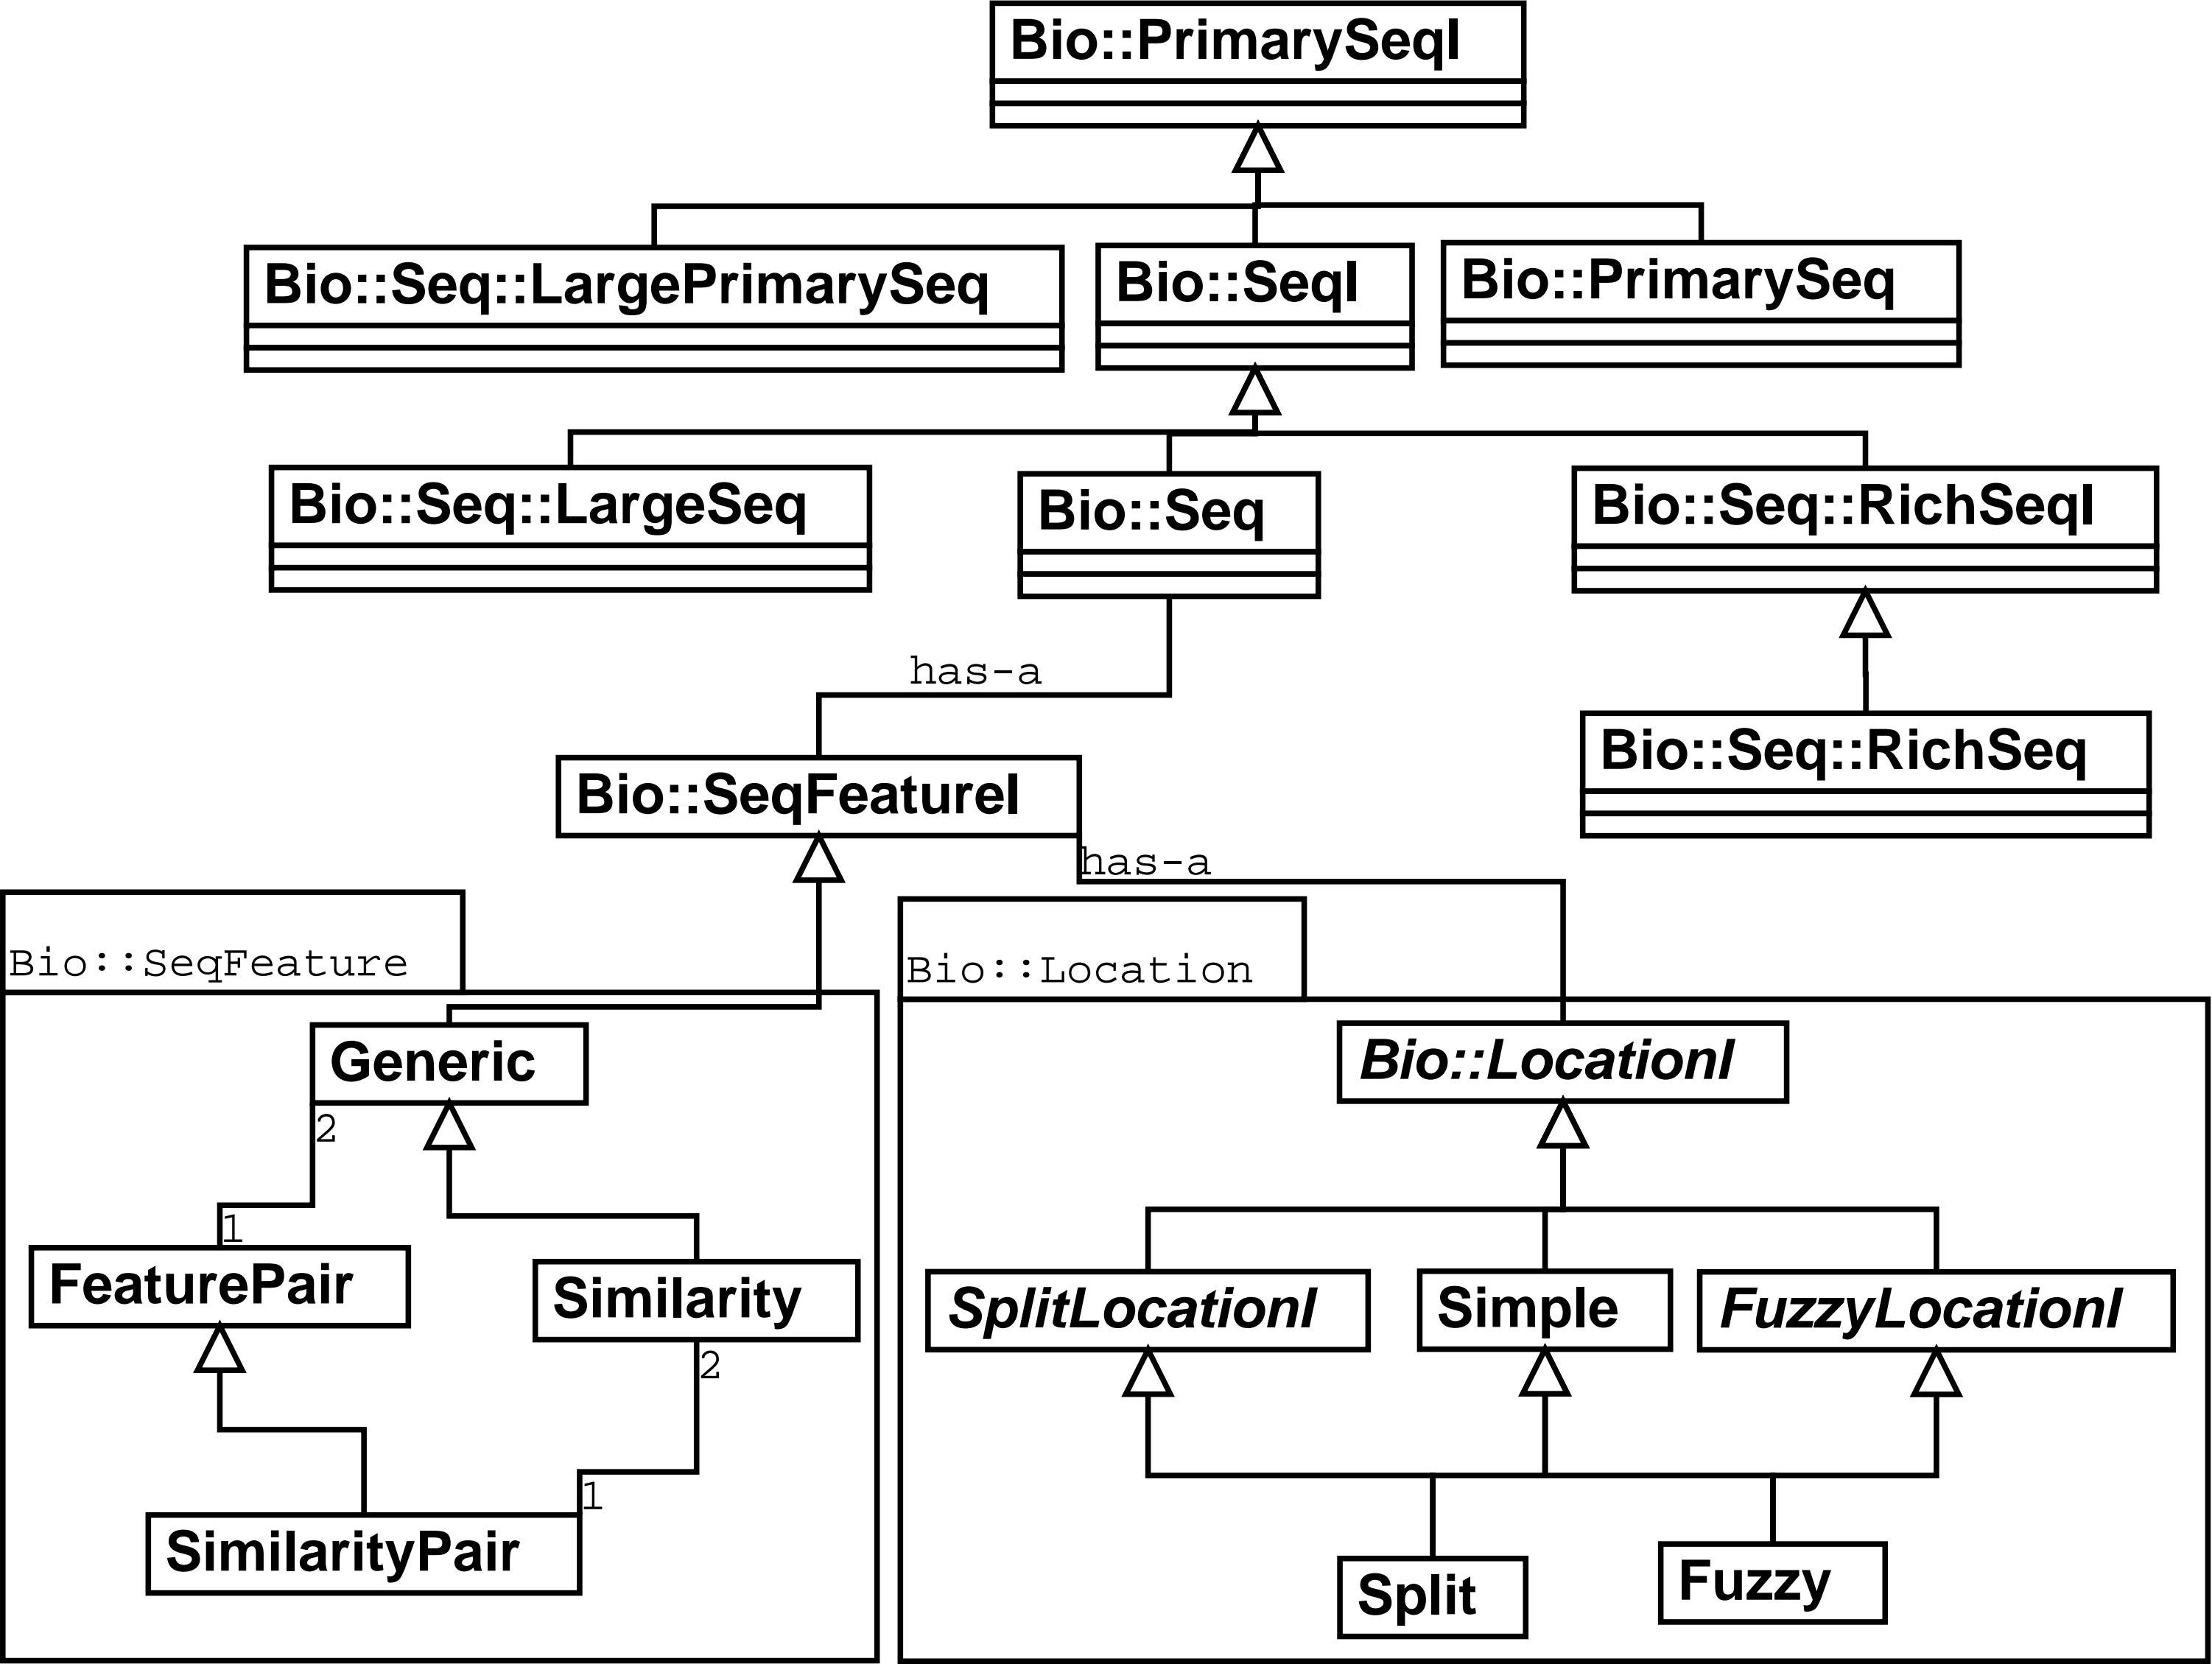 Bio::PrimarySeqI
Bio::Seq::LargePrimarySeq
Bio::SeqI
Bio::PrimarySeq
Bio::Seq::LargeSeq
Bio::Seq
Bio::Seq::RichSeqI
has-a
Bio::Seq::RichSeq
Bio::SeqFeatureI
has-a
Bio::SeqFeature
Bio::Location
Generic
Bio::LocationI
2
1
FeaturePair
Similarity
SplitLocationI
Simple
FuzzyLocationI
2
1
SimilarityPair
Split
Fuzzy